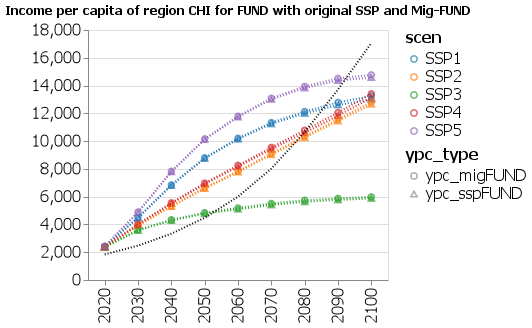 Income per capita of region CHI for FUND with original SSP and Mig-FUND
18,000
16,000
14,000
12,000
10,000
8,000
6,000
4,000
2,000
0
2020
2030
2040
2050
2060
2070
2080
2090
2100
scen
SSP1
SSP2
SSP3
SSP4
SSP5
ypc_type
ypc_migFUND
ypc_sspFUND